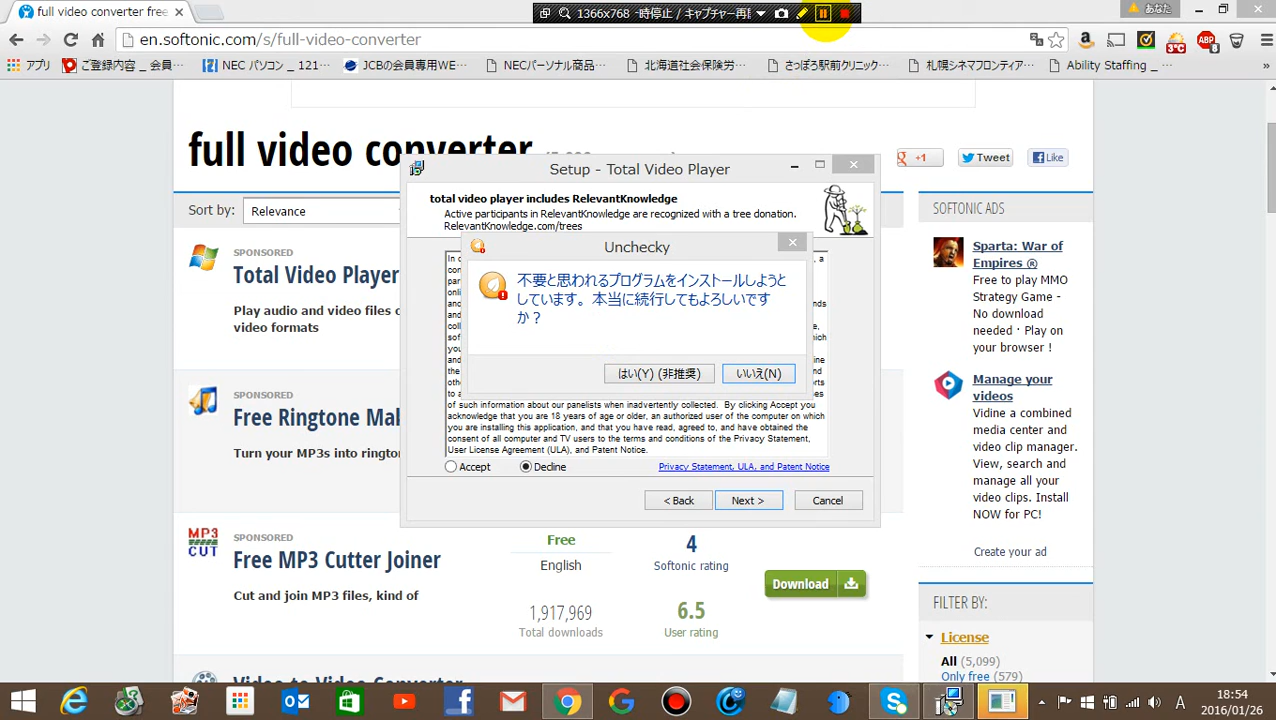 full video converter free
1366x768 一時停止 / キャプチャー再
あなた
en.softonic.com/s/full-video-converter
3°C
ABP
8
アプリ
ご登録内容 _ 会員…
NEC パソコン _ 121…
JCBの会員専用WE…
NECパーソナル商品…
北海道社会保険労…
さっぽろ駅前クリニック…
札幌シネマフロンティア…
Ability Staffing _ …
full video converter
+1
Tweet
Like
Sort by:
Relevance
Setup - Total Video Player
total video player includes RelevantKnowledge
Active participants in RelevantKnowledge are recognized with a tree donation.
RelevantKnowledge.com/trees
Unchecky
不要と思われるプログラムをインストールしようと
しています。本当に続行してもよろしいです
か？
はい(Y) (非推奨)
いいえ(N)
of such information about our panelists when inadvertently collected. By clicking Accept you
acknowledge that you are 18 years of age or older, an authorized user of the computer on which
you are installing this application, and that you have read, agreed to, and have obtained the
consent of all computer and TV users to the terms and conditions of the Privacy Statement,
User License Agreement (ULA), and Patent Notice.
Accept
Decline
Privacy Statement, ULA, and Patent Notice
< Back
Next >
Cancel
SPONSORED
Total Video Player
Play audio and video files
video formats
SPONSORED
Free Ringtone
Turn your MP3s into
SPONSORED
MP3
CUT
Free MP3 Cutter Joiner
Cut and join MP3 files, kind of
Free
English
1,917,969
Total downloads
4
Softonic rating
6.5
User rating
Download
Video to Video Converter
SOFTONIC ADS
Sparta: War of
Empires ®
Free to play MMO
Strategy Game -
No download
needed · Play on
your browser !
Manage your
videos
Vidine a combined
media center and
video clip manager.
View, search and
manage all your
video clips. Install
NOW for PC!
Create your ad
FILTER BY:
License
All (5,099)
Only free (579)
A
18:54
2016/01/26